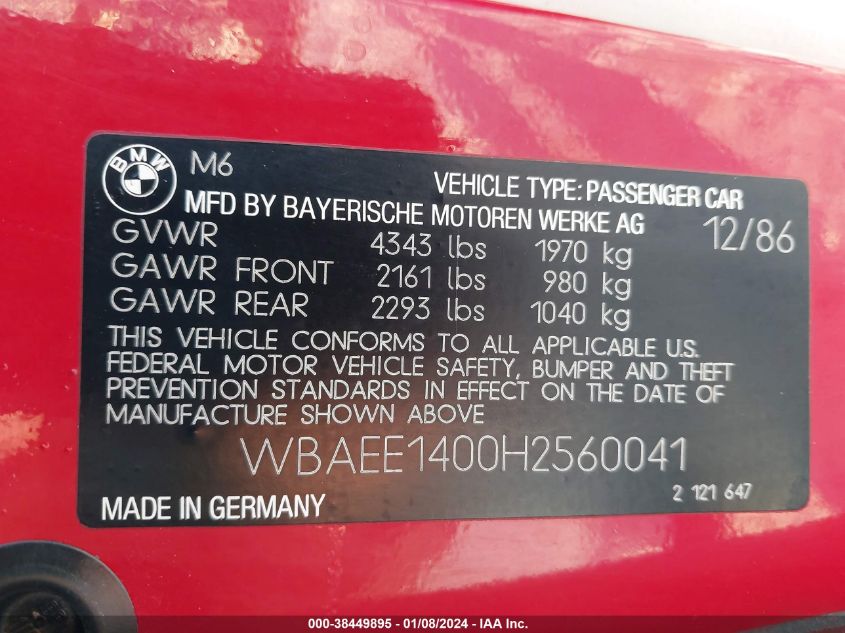 BMW
M6
VEHICLE TYPE: PASSENGER CAR
MFD BY BAYERISCHE MOTOREN WERKE AG 12/86
GVWR 4343 lbs 1970 kg
GAWR FRONT 2161 lbs 980 kg
GAWR REAR 2293 lbs 1040 kg
THIS VEHICLE CONFORMS TO ALL APPLICABLE U.S.
FEDERAL MOTOR VEHICLE SAFETY, BUMPER AND THEFT
PREVENTION STANDARDS IN EFFECT ON THE DATE OF
MANUFACTURE SHOWN ABOVE
WBAEE1400H2560041
2 121 647
MADE IN GERMANY
000-38449895 - 01/08/2024 - IAA Inc.